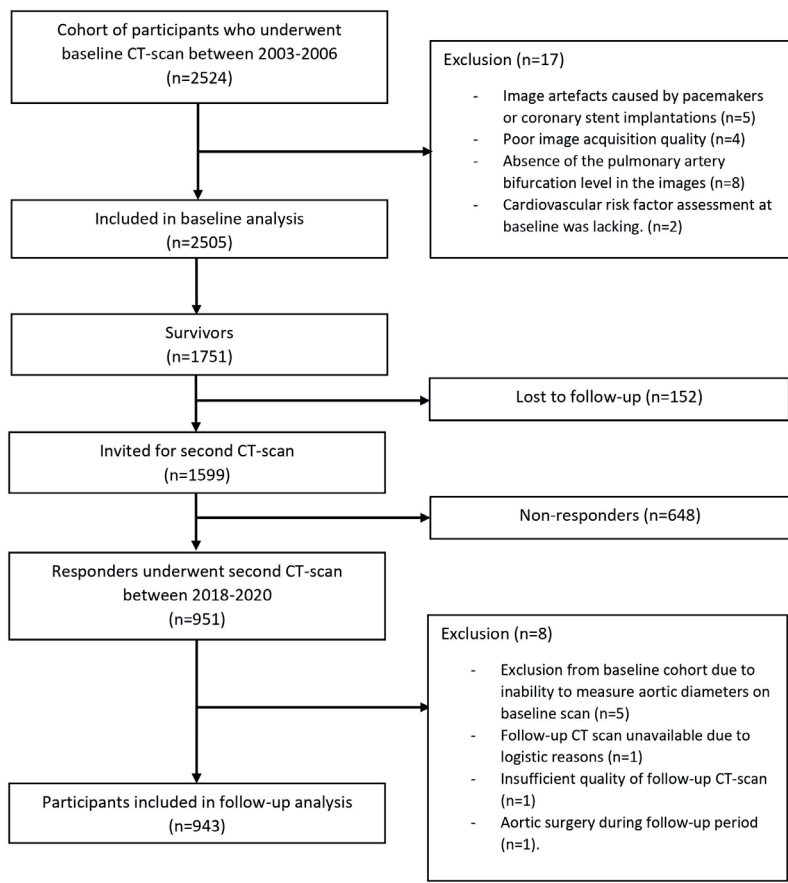 Cohort of participants who underwent
baseline CT-scan between 2003-2006
(n=2524)
Exclusion (n=17)
- Image artefacts caused by pacemakers
or coronary stent implantations (n=5)
- Poor image acquisition quality (n=4)
- Absence of the pulmonary artery
bifurcation level in the images (n=8)
- Cardiovascular risk factor assessment at
baseline was lacking. (n=2)
Included in baseline analysis
(n=2505)
Survivors
(n=1751)
Lost to follow-up (n=152)
Invited for second CT-scan
(n=1599)
Non-responders (n=648)
Responders underwent second CT-scan
between 2018-2020
(n=951)
Exclusion (n=8)
- Exclusion from baseline cohort due to
inability to measure aortic diameters on
baseline scan (n=5)
- Follow-up CT scan unavailable due to
logistic reasons (n=1)
- Insufficient quality of follow-up CT-scan
(n=1)
- Aortic surgery during follow-up period
(n=1).
Participants included in follow-up analysis
(n=943)